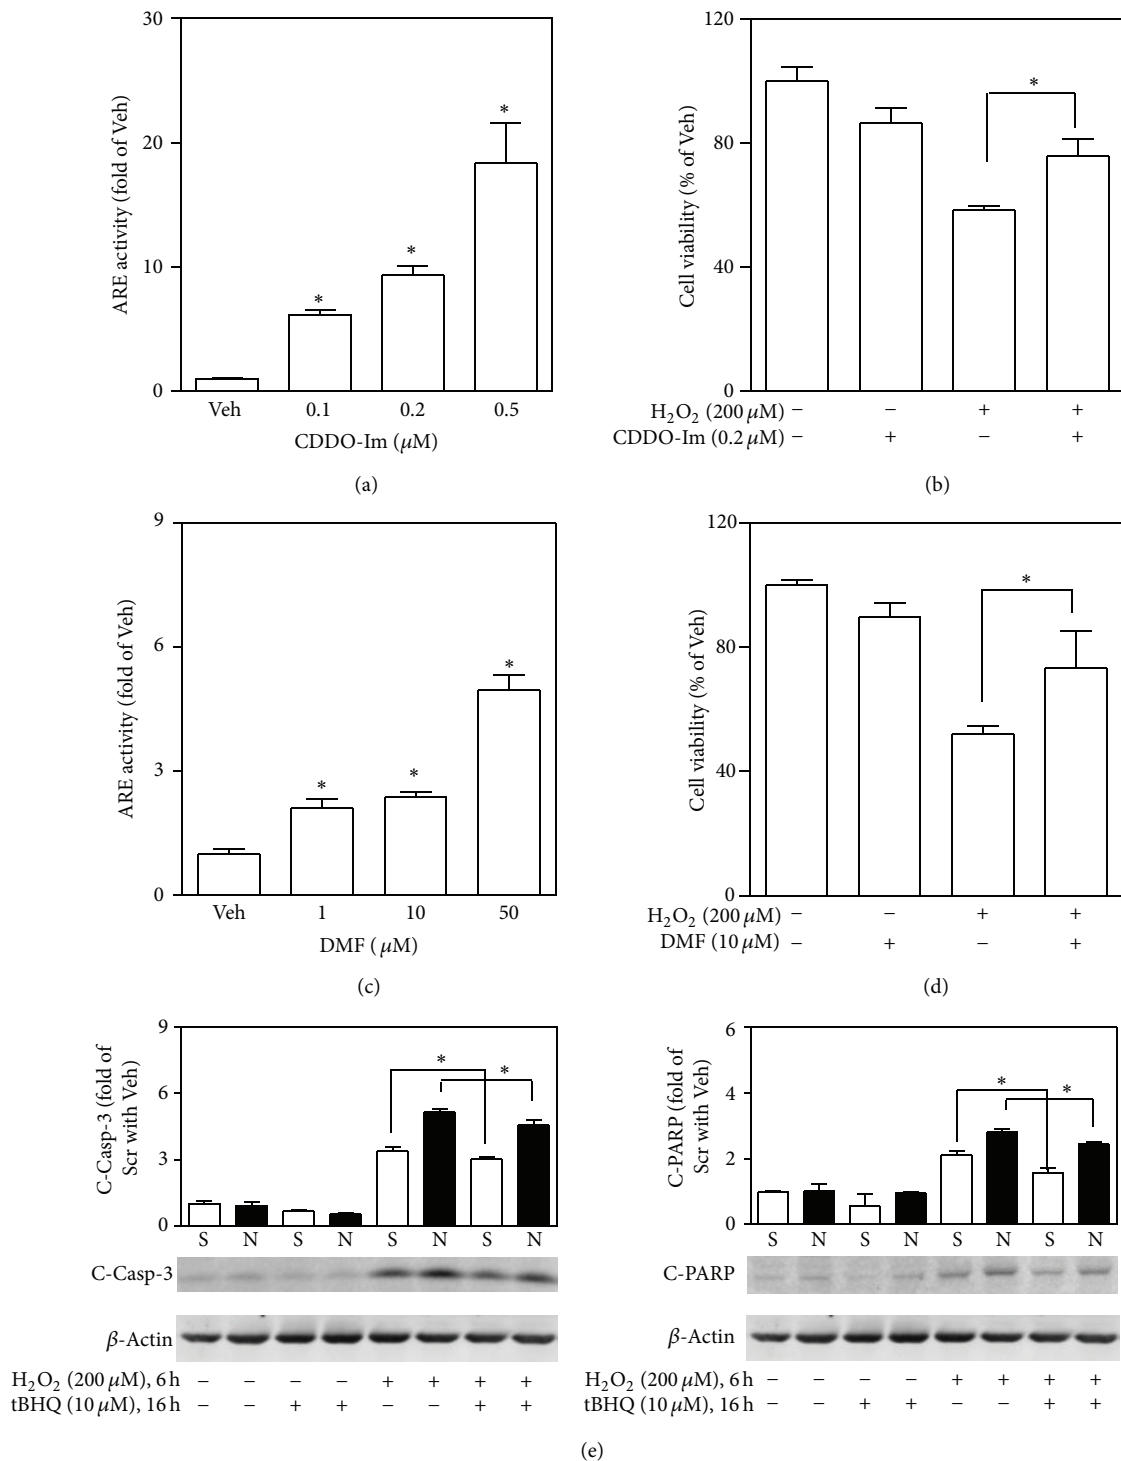 30
20
10
0
ARE activity (fold of Veh)
*
*
*
Veh 0.1 0.2 0.5
CDDO-Im (μM)
(a)
120
80
40
0
Cell viability (% of Veh)
*
H₂O₂ (200 μM) − − + +
CDDO-Im (0.2 μM) − + − +
(b)
9
6
3
0
ARE activity (fold of Veh)
*
*
*
Veh 1 10 50
DMF (μM)
(c)
120
80
40
0
Cell viability (% of Veh)
*
H₂O₂ (200 μM) − − + +
DMF (10 μM) − + − +
(d)
9
6
3
0
C-Casp-3 (fold of
Scr with Veh)
*
*
S N S N S N S N
C-Casp-3
β-Actin
H₂O₂ (200 μM), 6 h − − − − + + + +
tBHQ (10 μM), 16 h − − + + − − + +
6
4
2
0
C-PARP (fold of
Scr with Veh)
*
*
S N S N S N S N
C-PARP
β-Actin
H₂O₂ (200 μM), 6 h − − − − + + + +
tBHQ (10 μM), 16 h − − + + − − + +
(e)